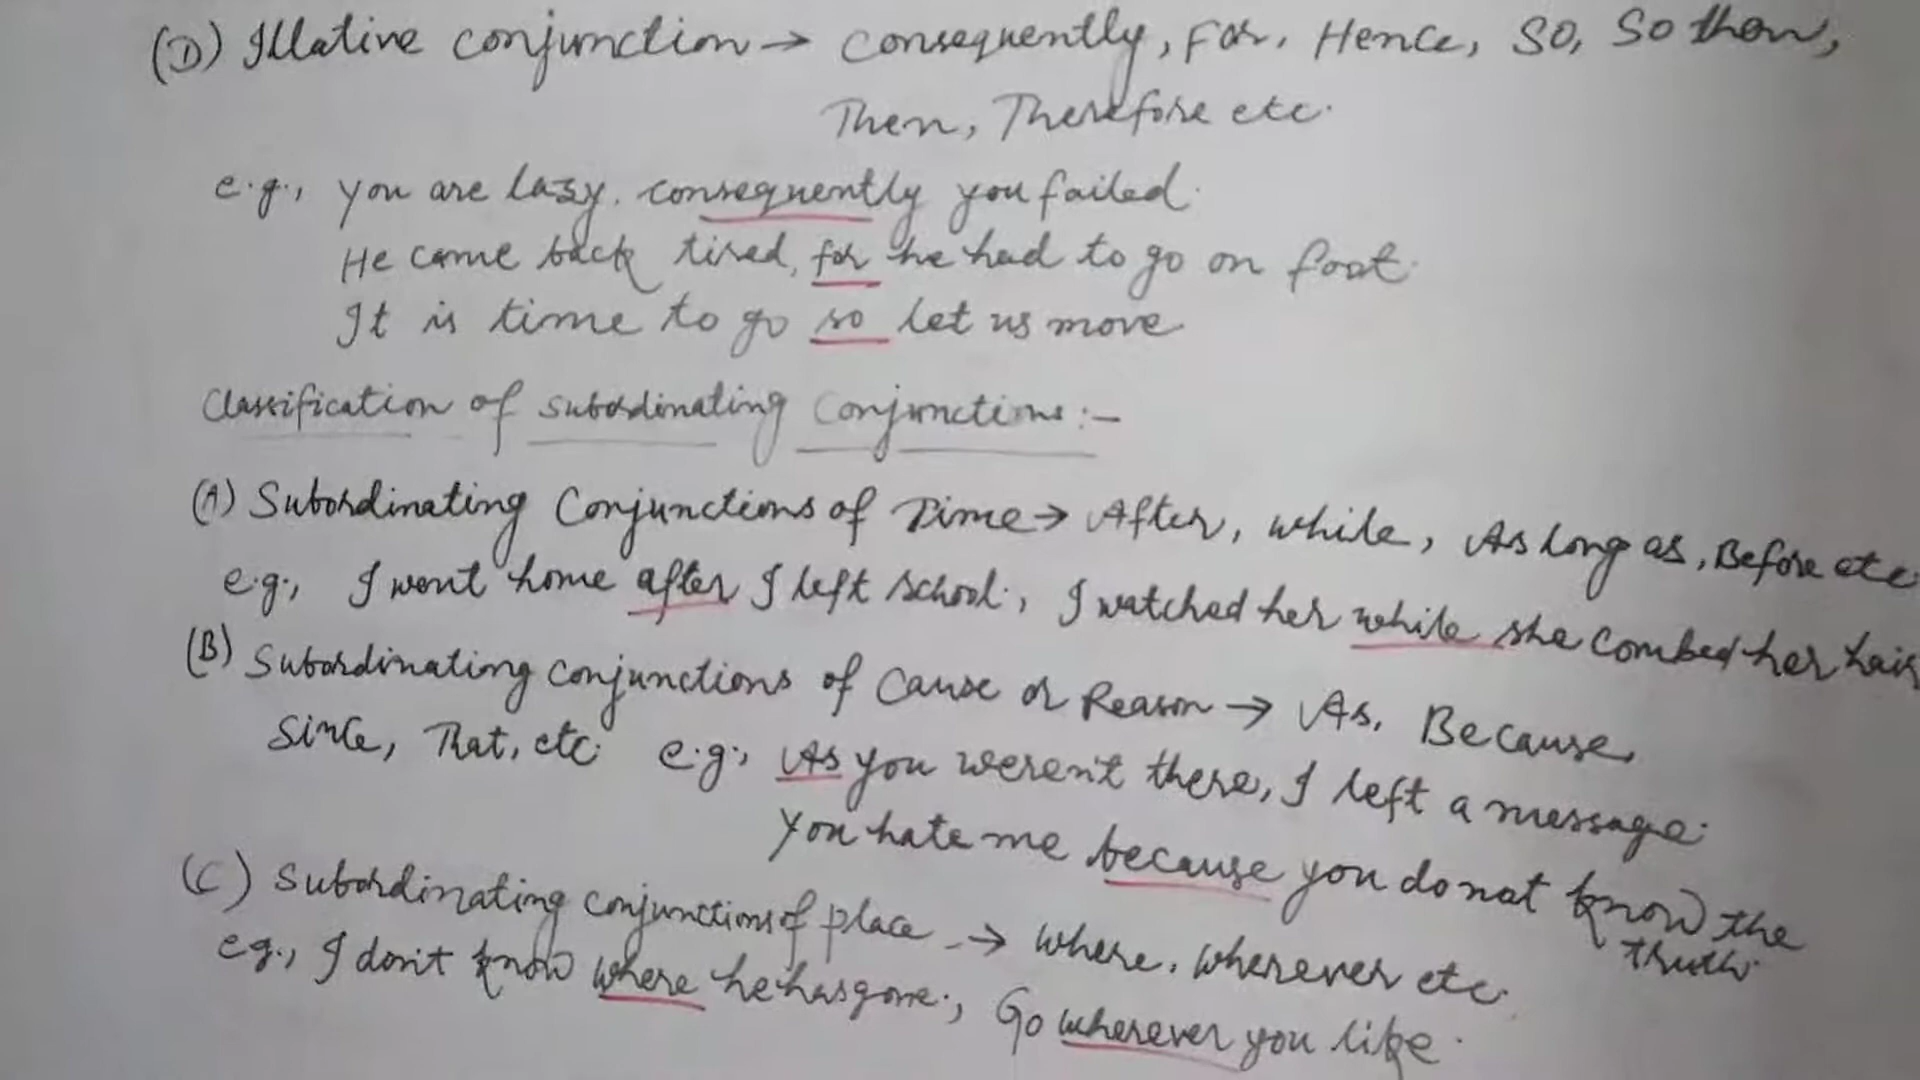 (D) Illative conjunction → consequently, For, Hence, so, So then,
Then, Therefore etc.
e.g., you are lazy. consequently you failed.
He came back tired, for he had to go on foot.
It is time to go so let us move
Classification of subordinating Conjunctions :-
(A) Subordinating Conjunctions of Time → After, while, As long as, Before etc
e.g., I went home after I left school., I watched her while she combed her hair
(B) Subordinating conjunctions of Cause or Reason → As, Because,
Since, That, etc. e.g., As you weren't there, I left a message.
You hate me because you do not know the
truth.
(C) Subordinating conjunctions of place → where, wherever etc.
eg., I don't know where he has gone., Go wherever you like.